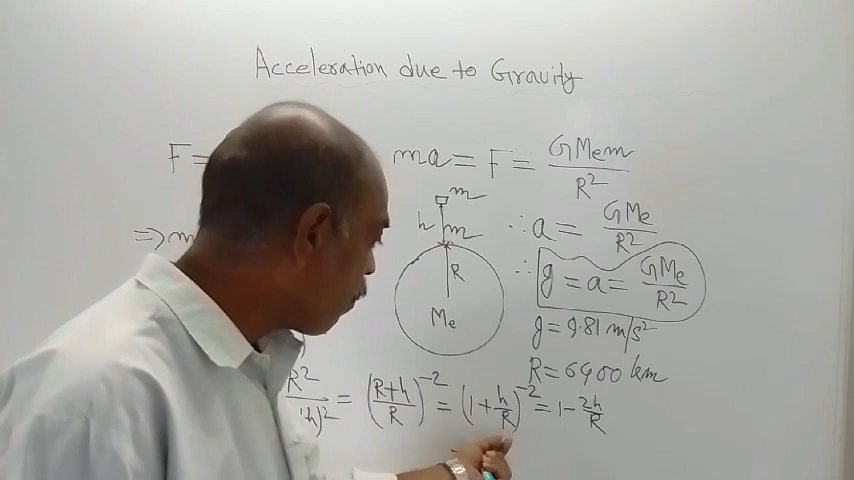 Acceleration due to Gravity
F =
ma = F = GMem / R²
m
h
m
∴ a = GMe / R²
⇒ m
R
∴ g = a = GMe / R²
Me
g = 9.81 m/s²
R = 6400 km
R² / h)² = ((R+h)/R)⁻² = (1 + h/R)⁻² = 1 - 2h/R